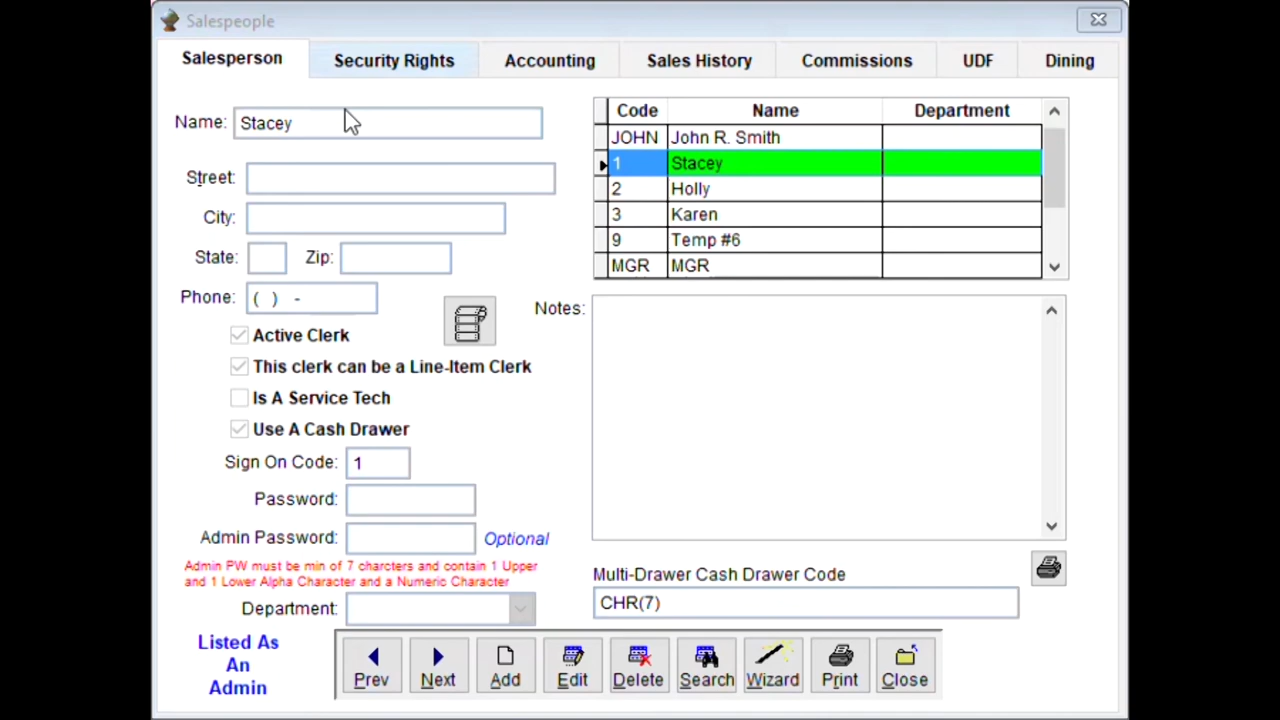 Salespeople
Salesperson Security Rights Accounting Sales History Commissions UDF Dining
Name: Stacey
Street:
City:
State: Zip:
Phone: ( ) -
Active Clerk
This clerk can be a Line-Item Clerk
Is A Service Tech
Use A Cash Drawer
Sign On Code: 1
Password:
Admin Password: Optional
Admin PW must be min of 7 charcters and contain 1 Upper
and 1 Lower Alpha Character and a Numeric Character
Department:
Listed As
An
Admin
Code Name Department
JOHN John R. Smith
1 Stacey
2 Holly
3 Karen
9 Temp #6
MGR MGR
Notes:
Multi-Drawer Cash Drawer Code
CHR(7)
Prev Next Add Edit Delete Search Wizard Print Close